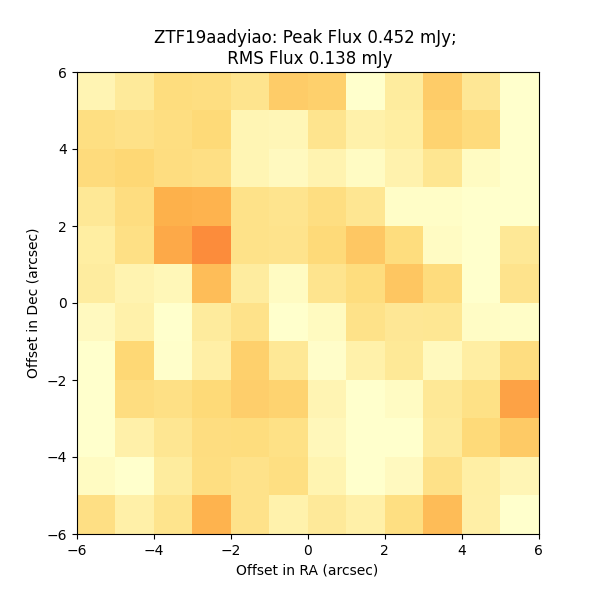 ZTF19aadyiao: Peak Flux 0.452 mJy;
RMS Flux 0.138 mJy
6
4
2
0
−2
−4
−6
Offset in Dec (arcsec)
−6 −4 −2 0 2 4 6
Offset in RA (arcsec)